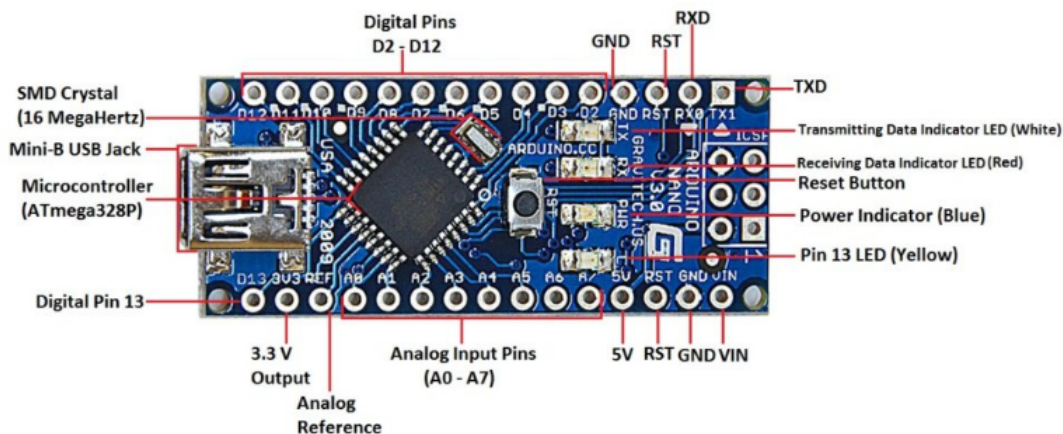 Digital Pins
D2 - D12
GND
RST
RXD
TXD
SMD Crystal
(16 MegaHertz)
Mini-B USB Jack
Microcontroller
(ATmega328P)
D12 D11 D10 D9 D8 D7 D6 D5 D4 D3 D2 GND RST RX0 TX1
ICSP
TX
RX
PWR
L
ARDUINO.CC
USA
2009
RST
GRAVITECH.US
ARDUINO
NANO
V3.0
G
1
Transmitting Data Indicator LED (White)
Receiving Data Indicator LED (Red)
Reset Button
Power Indicator (Blue)
Pin 13 LED (Yellow)
D13 3V3 REF A0 A1 A2 A3 A4 A5 A6 A7 5V RST GND VIN
Digital Pin 13
3.3 V
Output
Analog
Reference
Analog Input Pins
(A0 - A7)
5V
RST
GND
VIN